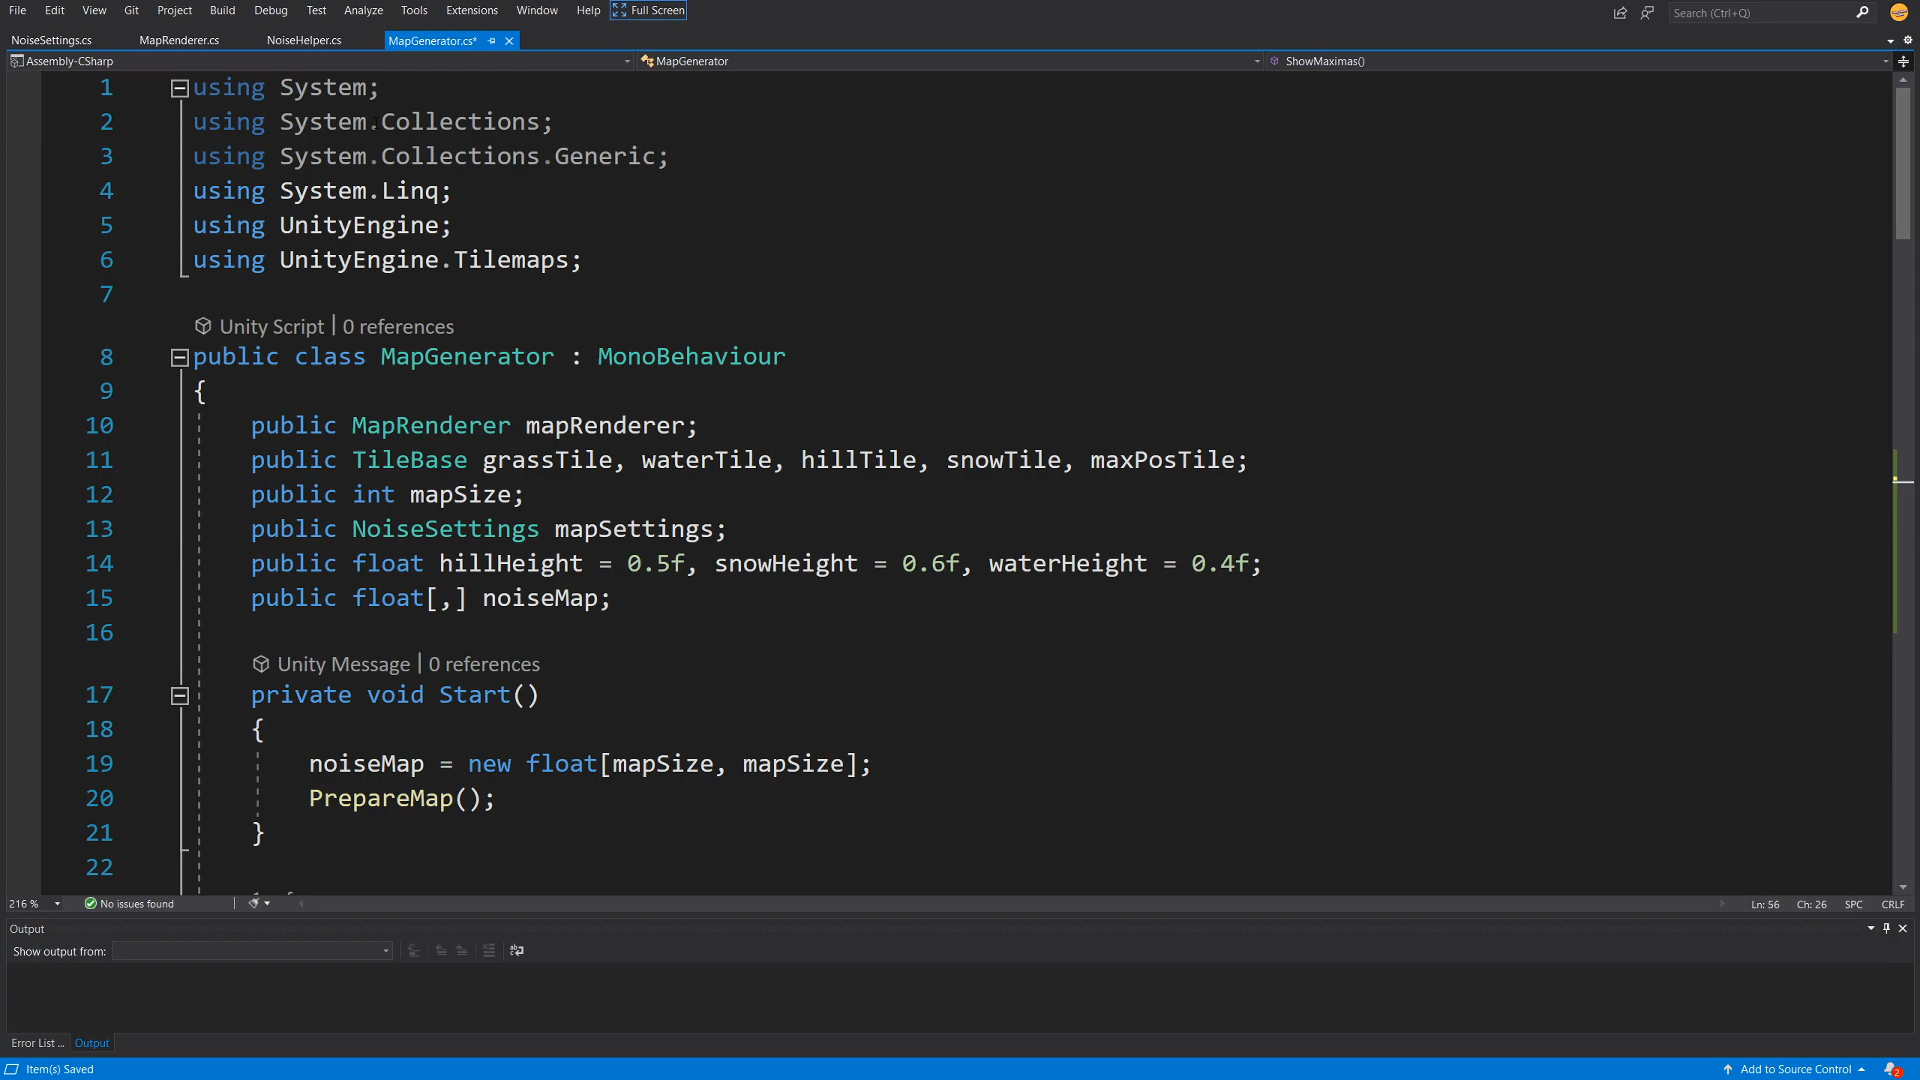 File Edit View Git Project Build Debug Test Analyze Tools Extensions Window Help Full Screen Search (Ctrl+Q)
NoiseSettings.cs MapRenderer.cs NoiseHelper.cs MapGenerator.cs*
Assembly-CSharp MapGenerator ShowMaximas()
1 using System;
2 using System.Collections;
3 using System.Collections.Generic;
4 using System.Linq;
5 using UnityEngine;
6 using UnityEngine.Tilemaps;
7
Unity Script | 0 references
8 public class MapGenerator : MonoBehaviour
9 {
10 public MapRenderer mapRenderer;
11 public TileBase grassTile, waterTile, hillTile, snowTile, maxPosTile;
12 public int mapSize;
13 public NoiseSettings mapSettings;
14 public float hillHeight = 0.5f, snowHeight = 0.6f, waterHeight = 0.4f;
15 public float[,] noiseMap;
16
Unity Message | 0 references
17 private void Start()
18 {
19 noiseMap = new float[mapSize, mapSize];
20 PrepareMap();
21 }
22
216 % No issues found Ln: 56 Ch: 26 SPC CRLF
Output
Show output from:
Error List ... Output
Item(s) Saved Add to Source Control 2